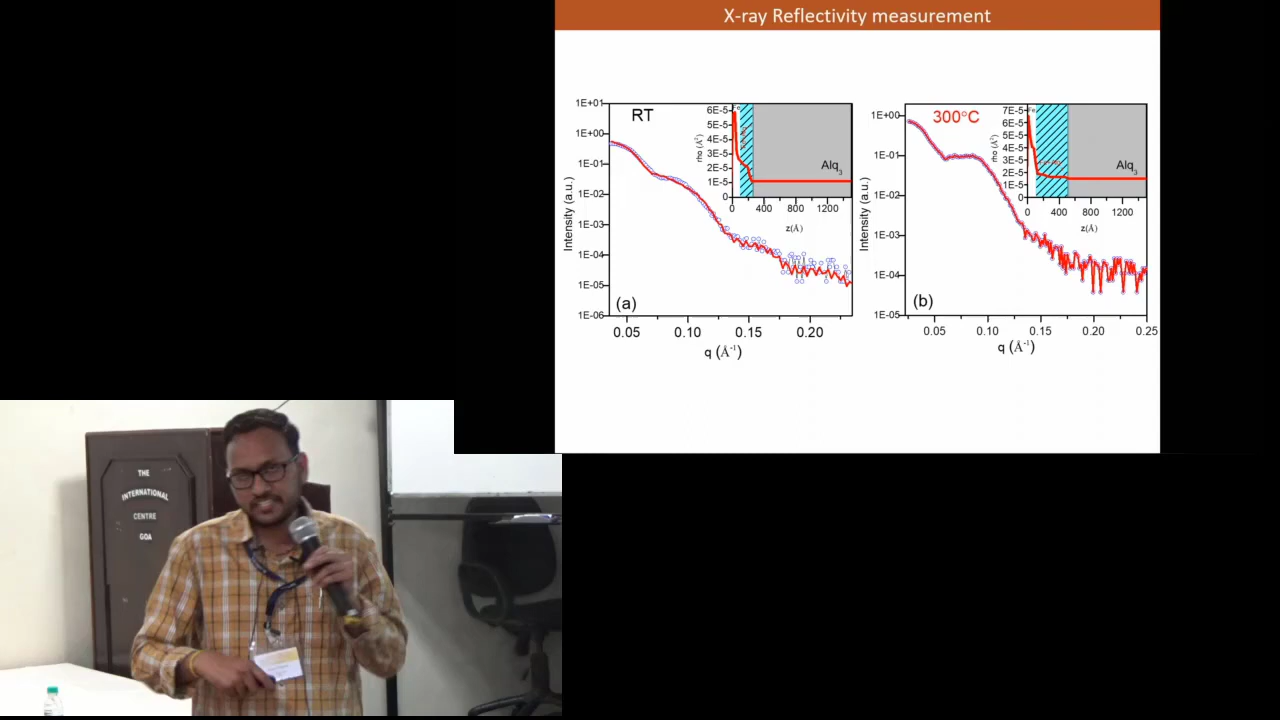 X-ray Reflectivity measurement
1E+01
1E+00
1E-01
1E-02
1E-03
1E-04
1E-05
1E-06
Intensity (a.u.)
RT
(a)
0.05
0.10
0.15
0.20
q (Å⁻¹)
6E-5
5E-5
4E-5
3E-5
2E-5
1E-5
0
rho (Å²)
Fe
Alq3
0
400
800
1200
z(Å)
1E+00
1E-01
1E-02
1E-03
1E-04
1E-05
Intensity (a.u.)
300°C
(b)
0.05
0.10
0.15
0.20
0.25
q (Å⁻¹)
7E-5
6E-5
5E-5
4E-5
3E-5
2E-5
1E-5
0
rho (Å²)
Fe
Alq3
0
400
800
1200
z(Å)
THE
INTERNATIONAL
CENTRE
GOA